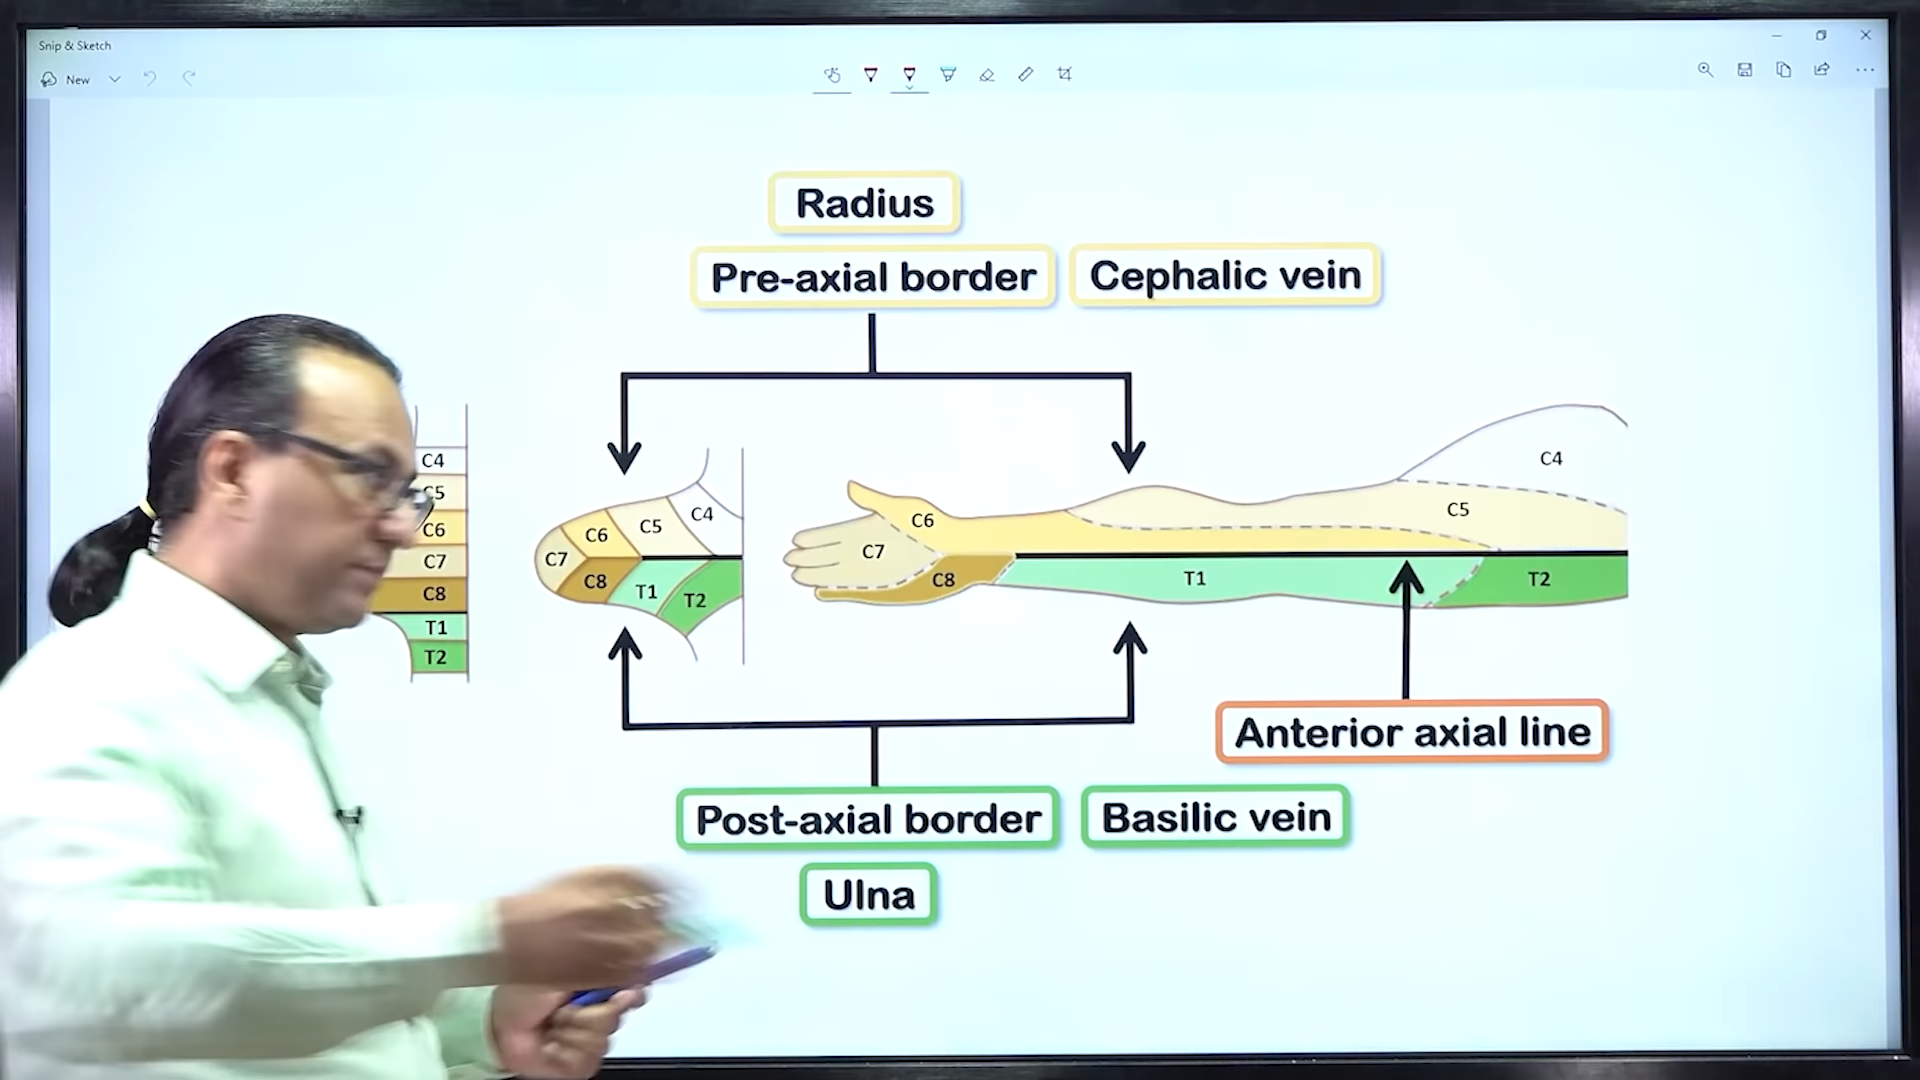 Snip & Sketch
New
Radius
Pre-axial border
Cephalic vein
C4
C5
C6
C7
C8
T1
T2
C7
C6
C5
C4
C8
T1
T2
C7
C6
C8
C5
C4
T1
T2
Anterior axial line
Post-axial border
Basilic vein
Ulna